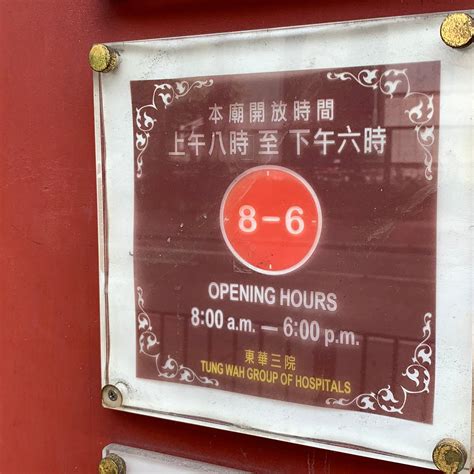 本廟開放時間
上午八時 至 下午六時
8-6
OPENING HOURS
8:00 a.m. — 6:00 p.m.
東華三院
TUNG WAH GROUP OF HOSPITALS